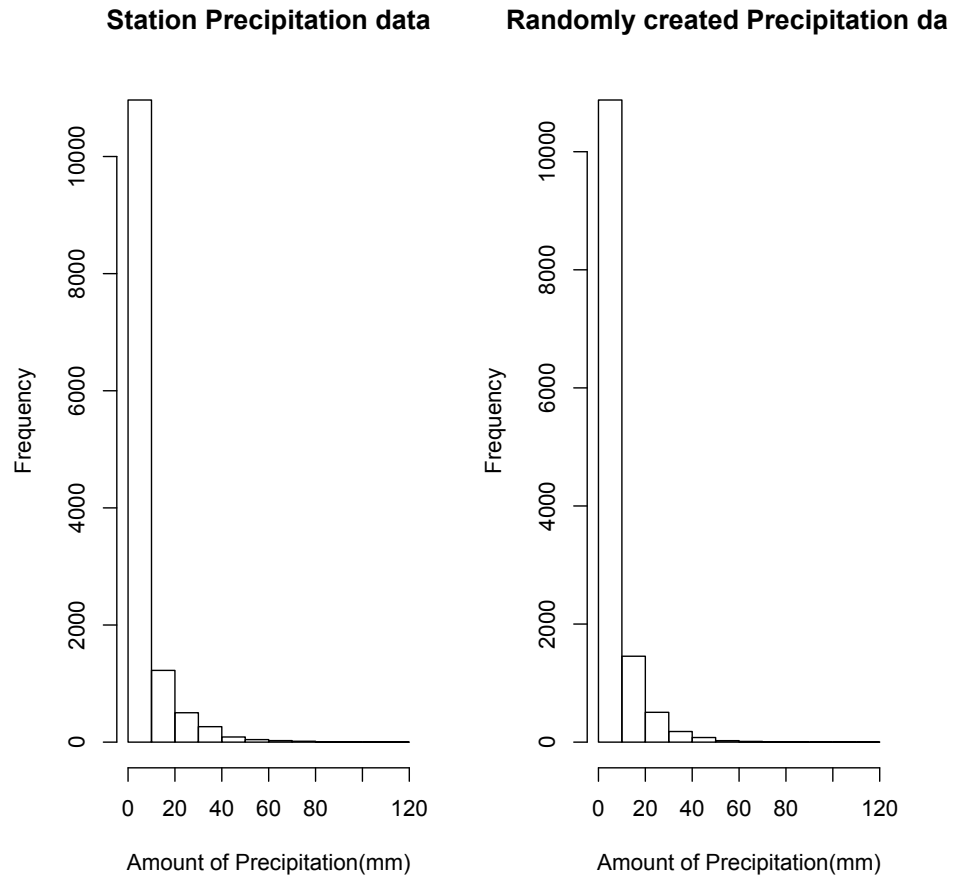 Station Precipitation data
Frequency
0 2000 4000 6000 8000 10000
0 20 40 60 80 120
Amount of Precipitation(mm)
Randomly created Precipitation da
Frequency
0 2000 4000 6000 8000 10000
0 20 40 60 80 120
Amount of Precipitation(mm)